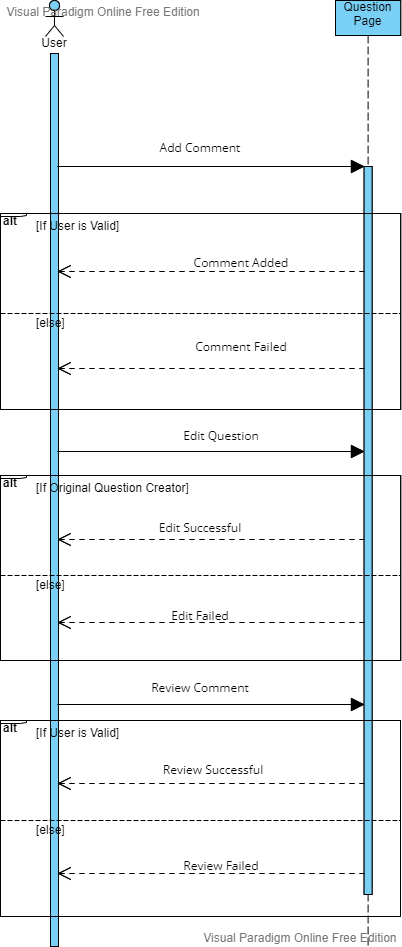 Visual Paradigm Online Free Edition
Question
Page
User
Add Comment
alt
[If User is Valid]
Comment Added
[else]
Comment Failed
Edit Question
alt
[If Original Question Creator]
Edit Successful
[else]
Edit Failed
Review Comment
alt
[If User is Valid]
Review Successful
[else]
Review Failed
Visual Paradigm Online Free Edition